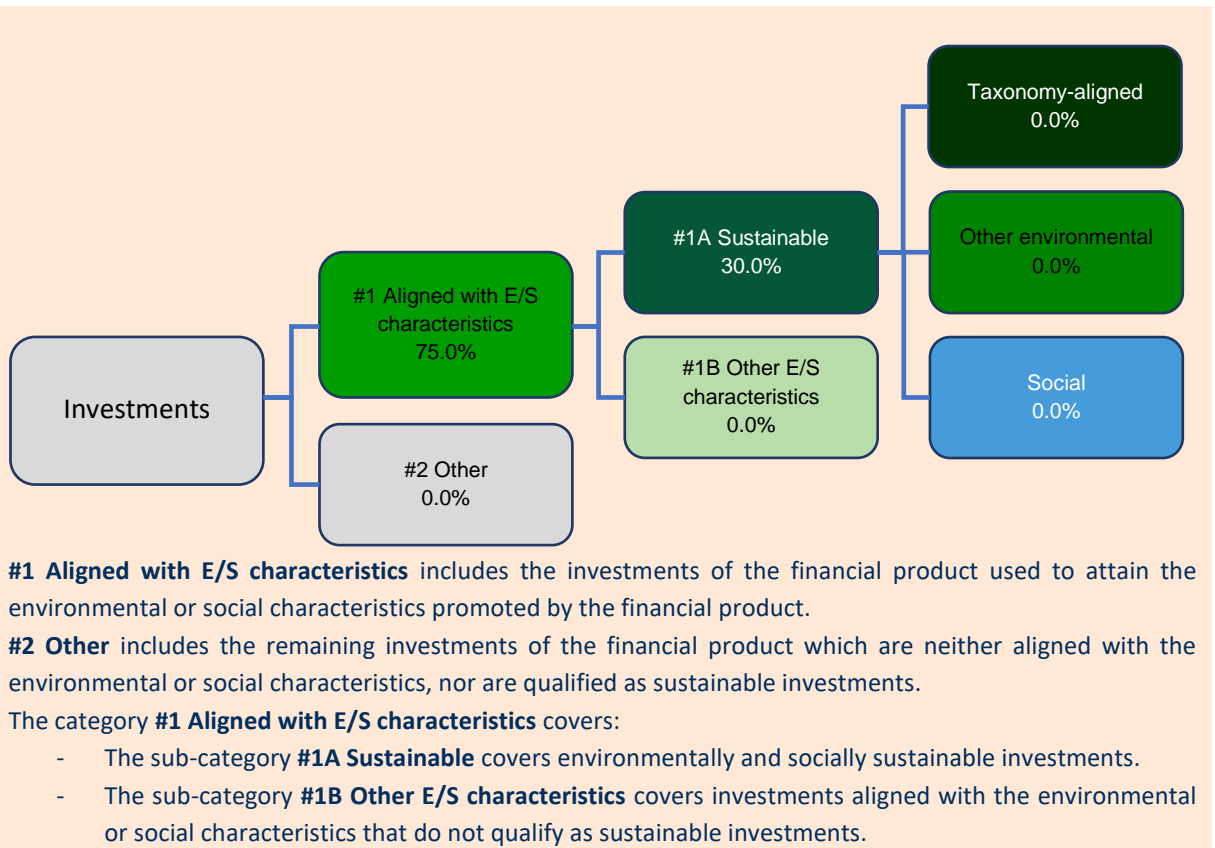 Taxonomy-aligned
0.0%
#1A Sustainable
30.0%
Other environmental
0.0%
#1 Aligned with E/S
characteristics
75.0%
Investments
#1B Other E/S
characteristics
0.0%
Social
0.0%
#2 Other
0.0%
#1 Aligned with E/S characteristics includes the investments of the financial product used to attain the
environmental or social characteristics promoted by the financial product.
#2 Other includes the remaining investments of the financial product which are neither aligned with the
environmental or social characteristics, nor are qualified as sustainable investments.
The category #1 Aligned with E/S characteristics covers:
- The sub-category #1A Sustainable covers environmentally and socially sustainable investments.
- The sub-category #1B Other E/S characteristics covers investments aligned with the environmental
or social characteristics that do not qualify as sustainable investments.